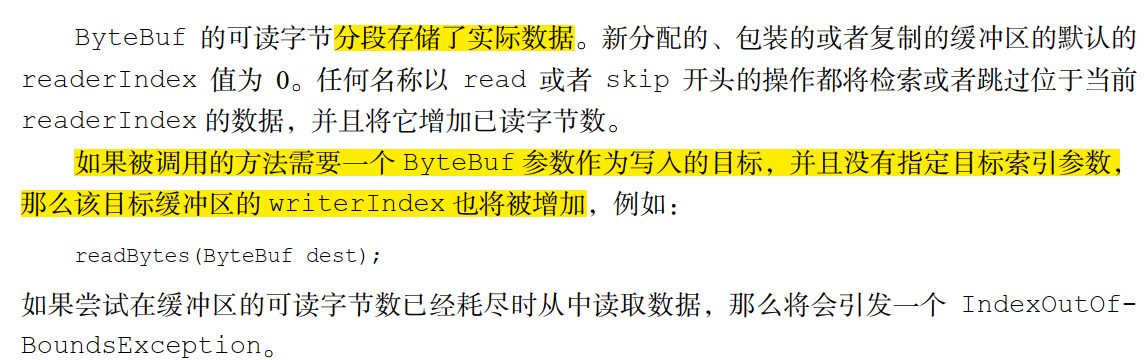 ByteBuf 的可读字节分段存储了实际数据。新分配的、包装的或者复制的缓冲区的默认的
readerIndex 值为 0。任何名称以 read 或者 skip 开头的操作都将检索或者跳过位于当前
readerIndex 的数据，并且将它增加已读字节数。
如果被调用的方法需要一个 ByteBuf 参数作为写入的目标，并且没有指定目标索引参数，
那么该目标缓冲区的 writerIndex 也将被增加，例如：
readBytes(ByteBuf dest);
如果尝试在缓冲区的可读字节数已经耗尽时从中读取数据，那么将会引发一个 IndexOutOf-
BoundsException。